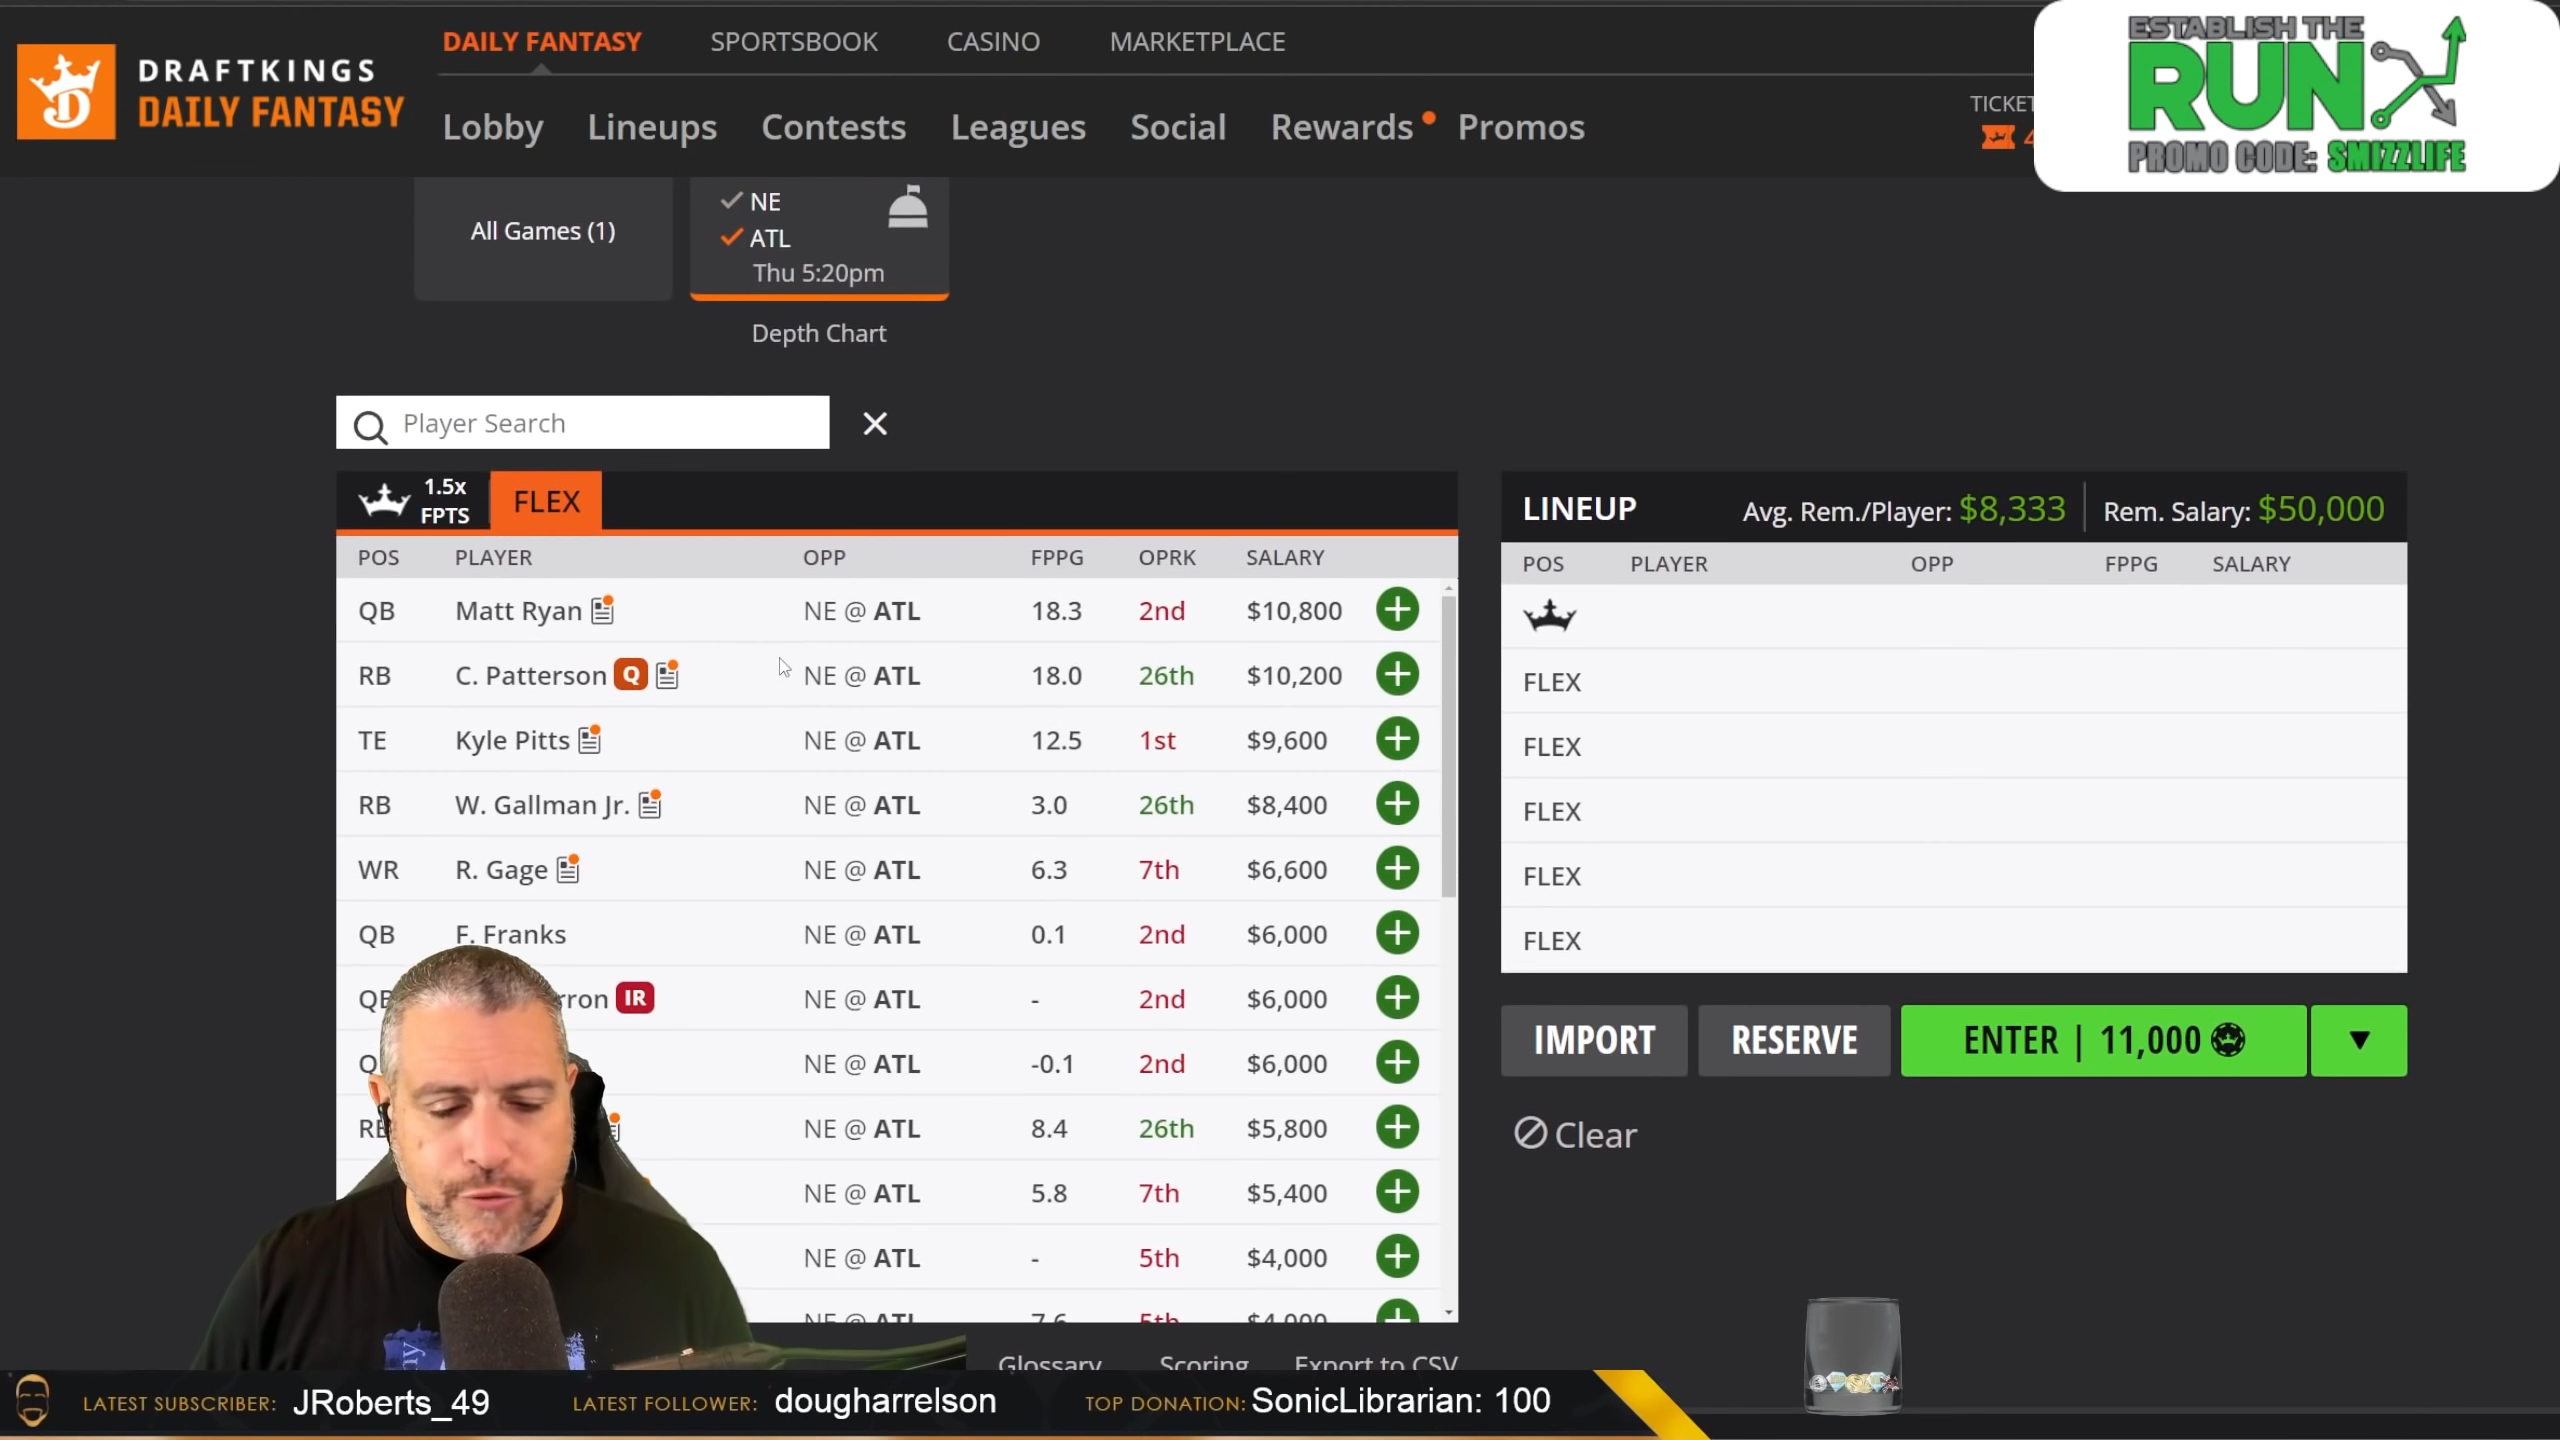 DRAFTKINGS
DAILY FANTASY
DAILY FANTASY SPORTSBOOK CASINO MARKETPLACE
Lobby Lineups Contests Leagues Social Rewards Promos
ESTABLISH THE
RUN
PROMO CODE: SMIZZLIFE
All Games (1)
NE
ATL
Thu 5:20pm
Depth Chart
Player Search
1.5x
FPTS
FLEX
POS PLAYER OPP FPPG OPRK SALARY
QB Matt Ryan NE @ ATL 18.3 2nd $10,800
RB C. Patterson Q NE @ ATL 18.0 26th $10,200
TE Kyle Pitts NE @ ATL 12.5 1st $9,600
RB W. Gallman Jr. NE @ ATL 3.0 26th $8,400
WR R. Gage NE @ ATL 6.3 7th $6,600
QB F. Franks NE @ ATL 0.1 2nd $6,000
IR NE @ ATL - 2nd $6,000
NE @ ATL -0.1 2nd $6,000
NE @ ATL 8.4 26th $5,800
NE @ ATL 5.8 7th $5,400
NE @ ATL - 5th $4,000
NE @ ATL 7.6 5th $4,000
LINEUP Avg. Rem./Player: $8,333 Rem. Salary: $50,000
POS PLAYER OPP FPPG SALARY
FLEX
FLEX
FLEX
FLEX
FLEX
IMPORT RESERVE ENTER | 11,000
Clear
Glossary Scoring Export to CSV
LATEST SUBSCRIBER: JRoberts_49 LATEST FOLLOWER: dougharrelson TOP DONATION: SonicLibrarian: 100